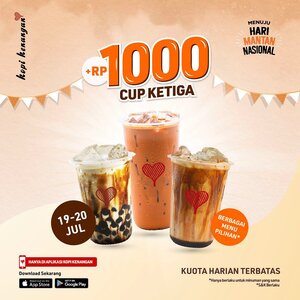 kopi kenangan
MENUJU
HARI
MANTAN
NASIONAL
+RP 1000
CUP KETIGA
19-20
JUL
BERBAGAI
MENU
PILIHAN*
HANYA DI APLIKASI KOPI KENANGAN
Download Sekarang
App Store
Google Play
KUOTA HARIAN TERBATAS
*Hanya berlaku untuk minuman yang sama
*S&K Berlaku